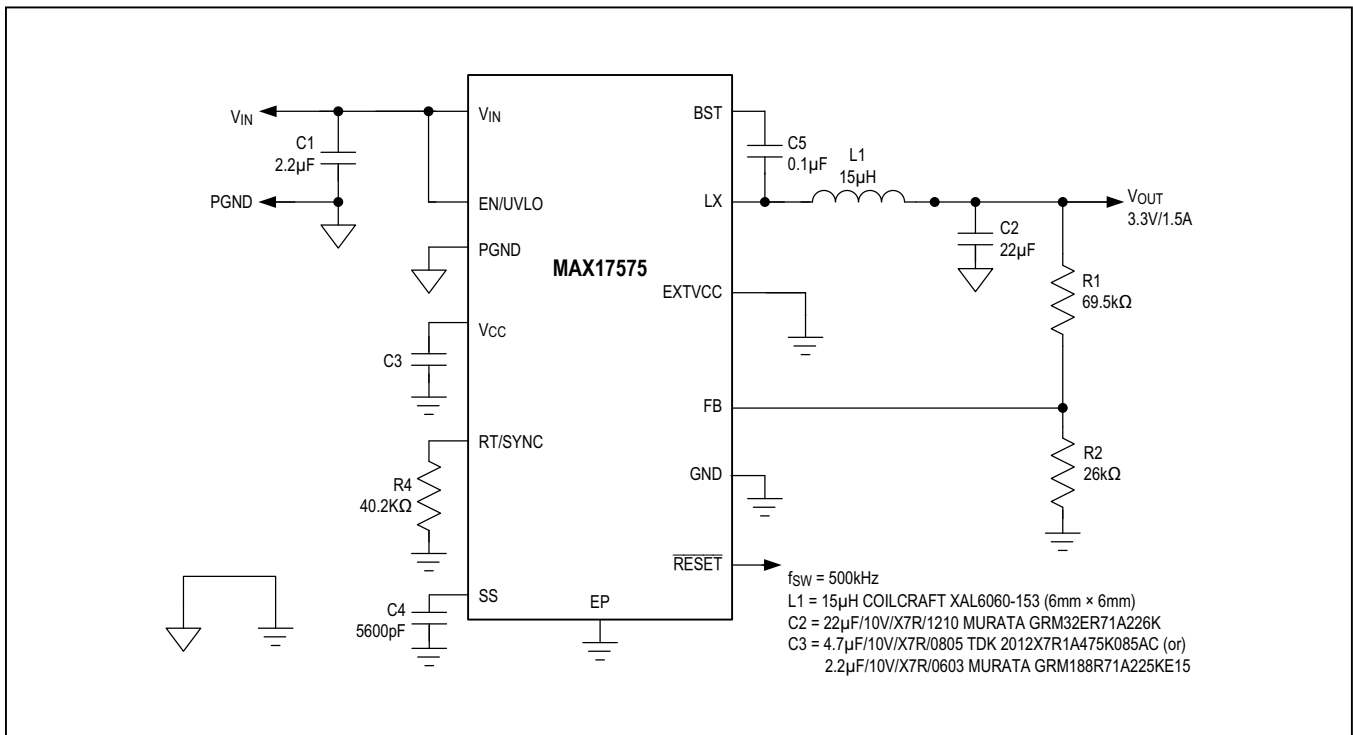 VIN
C1
2.2µF
PGND
VIN
EN/UVLO
PGND
VCC
C3
RT/SYNC
R4
40.2KΩ
SS
C4
5600pF
EP
MAX17575
BST
C5
0.1µF
L1
15µH
LX
VOUT
3.3V/1.5A
C2
22µF
EXTVCC
R1
69.5kΩ
FB
R2
26kΩ
GND
RESET
fSW = 500kHz
L1 = 15µH COILCRAFT XAL6060-153 (6mm × 6mm)
C2 = 22µF/10V/X7R/1210 MURATA GRM32ER71A226K
C3 = 4.7µF/10V/X7R/0805 TDK 2012X7R1A475K085AC (or)
2.2µF/10V/X7R/0603 MURATA GRM188R71A225KE15